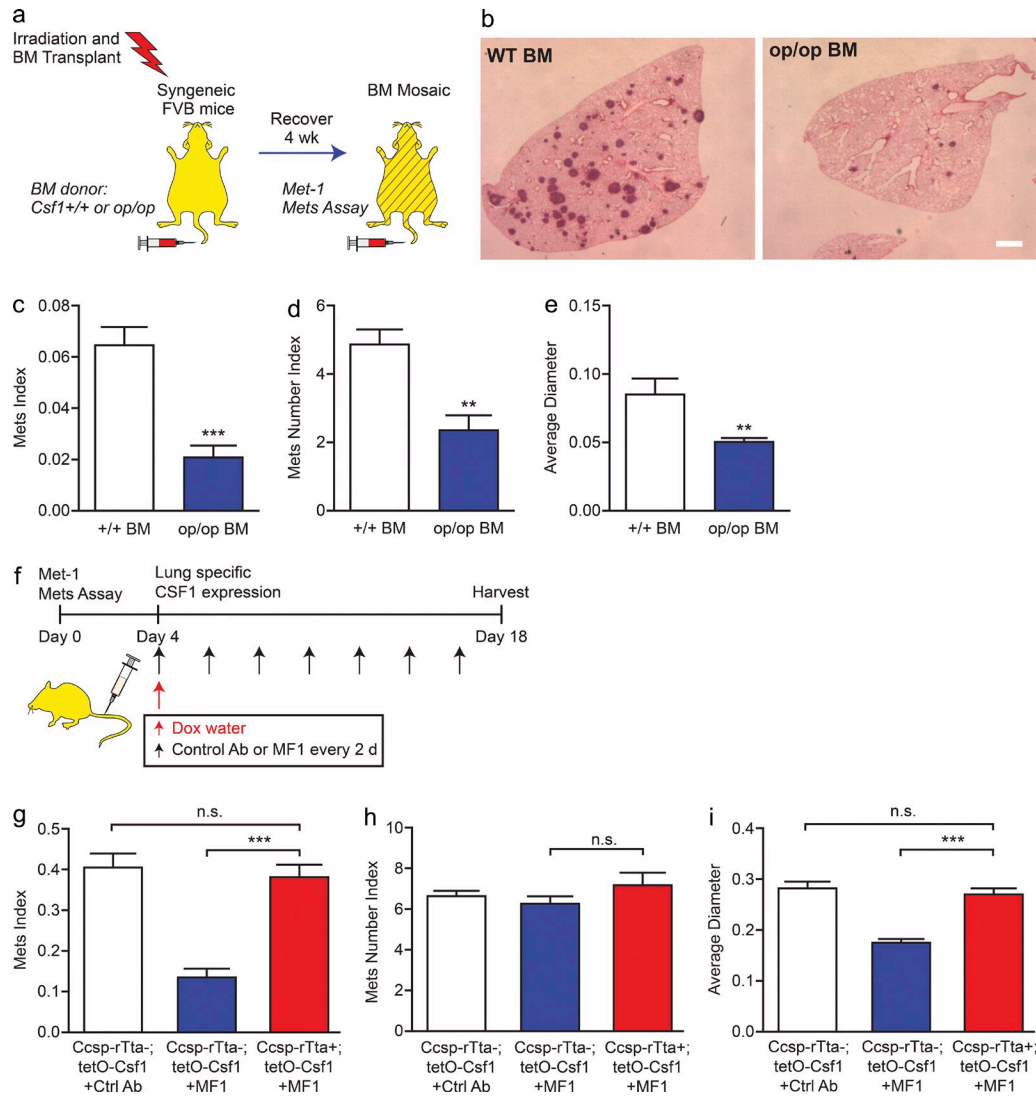 a
Irradiation and
BM Transplant
Syngeneic
FVB mice
BM donor:
Csf1+/+ or op/op
Recover
4 wk
BM Mosaic
Met-1
Mets Assay
b
WT BM
op/op BM
c
Mets Index
0.08
0.06
0.04
0.02
0.00
***
+/+ BM
op/op BM
d
Mets Number Index
6
4
2
0
**
+/+ BM
op/op BM
e
Average Diameter
0.15
0.10
0.05
0.00
**
+/+ BM
op/op BM
f
Met-1
Mets Assay
Lung specific
CSF1 expression
Harvest
Day 0
Day 4
Day 18
Dox water
Control Ab or MF1 every 2 d
g
Mets Index
0.5
0.4
0.3
0.2
0.1
0.0
n.s.
***
Ccsp-rTta-;
tetO-Csf1
+Ctrl Ab
Ccsp-rTta-;
tetO-Csf1
+MF1
Ccsp-rTta+;
tetO-Csf1
+MF1
h
Mets Number Index
10
8
6
4
2
0
n.s.
Ccsp-rTta-;
tetO-Csf1
+Ctrl Ab
Ccsp-rTta-;
tetO-Csf1
+MF1
Ccsp-rTta+;
tetO-Csf1
+MF1
i
Average Diameter
0.4
0.3
0.2
0.1
0.0
n.s.
***
Ccsp-rTta-;
tetO-Csf1
+Ctrl Ab
Ccsp-rTta-;
tetO-Csf1
+MF1
Ccsp-rTta+;
tetO-Csf1
+MF1